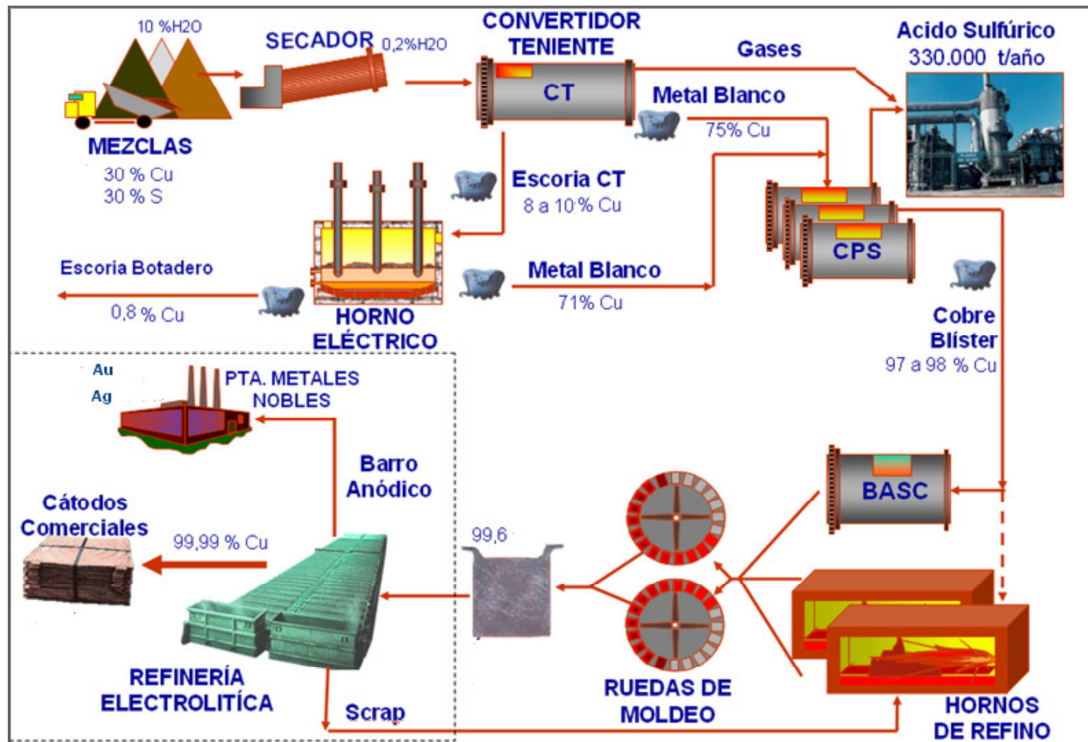 10 %H2O
SECADOR
0,2%H2O
CONVERTIDOR
TENIENTE
CT
Gases
Acido Sulfúrico
330.000 t/año
Metal Blanco
75% Cu
MEZCLAS
30 % Cu
30 % S
Escoria CT
8 a 10 % Cu
CPS
Escoria Botadero
0,8 % Cu
HORNO
ELÉCTRICO
Metal Blanco
71% Cu
Cobre
Blíster
97 a 98 % Cu
Au
Ag
PTA. METALES
NOBLES
Barro
Anódico
BASC
Cátodos
Comerciales
99,99 % Cu
99,6
REFINERÍA
ELECTROLITÍCA
Scrap
RUEDAS DE
MOLDEO
HORNOS
DE REFINO